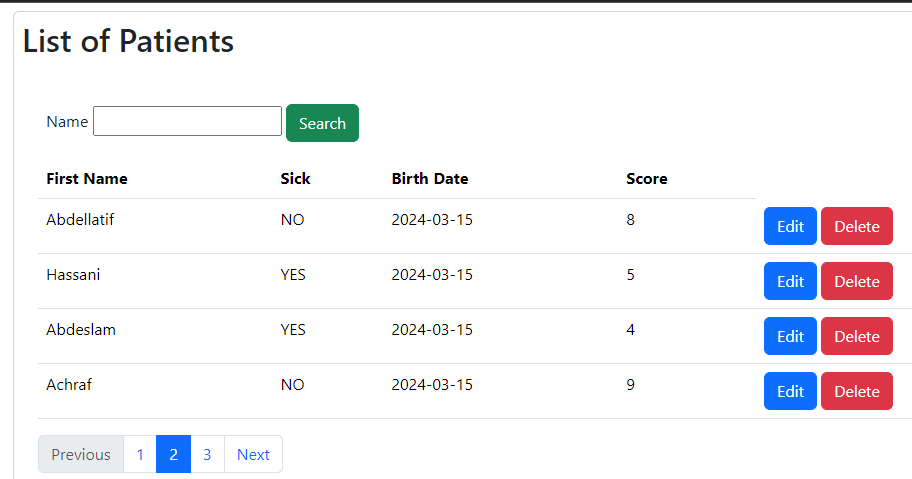 List of Patients
Name Search
First Name Sick Birth Date Score
Abdellatif NO 2024-03-15 8 Edit Delete
Hassani YES 2024-03-15 5 Edit Delete
Abdeslam YES 2024-03-15 4 Edit Delete
Achraf NO 2024-03-15 9 Edit Delete
Previous 1 2 3 Next